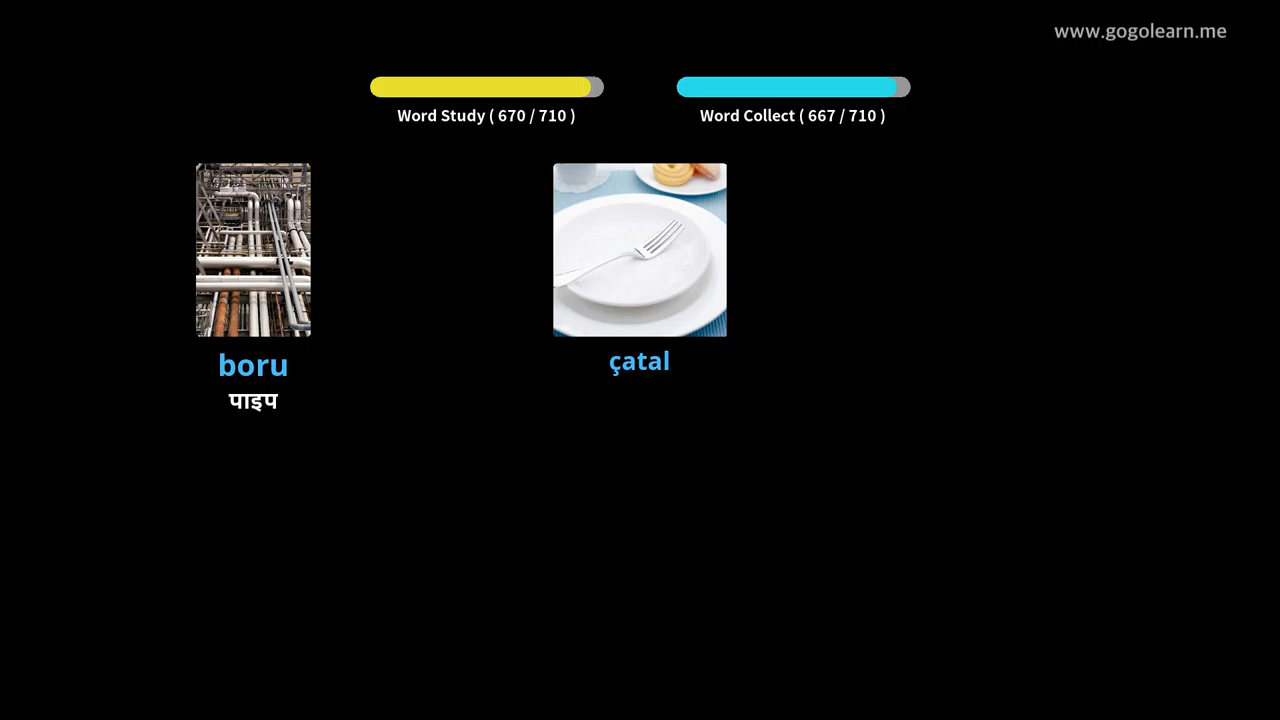 www.gogolearn.me
Word Study ( 670 / 710 )
Word Collect ( 667 / 710 )
boru
पाइप
çatal